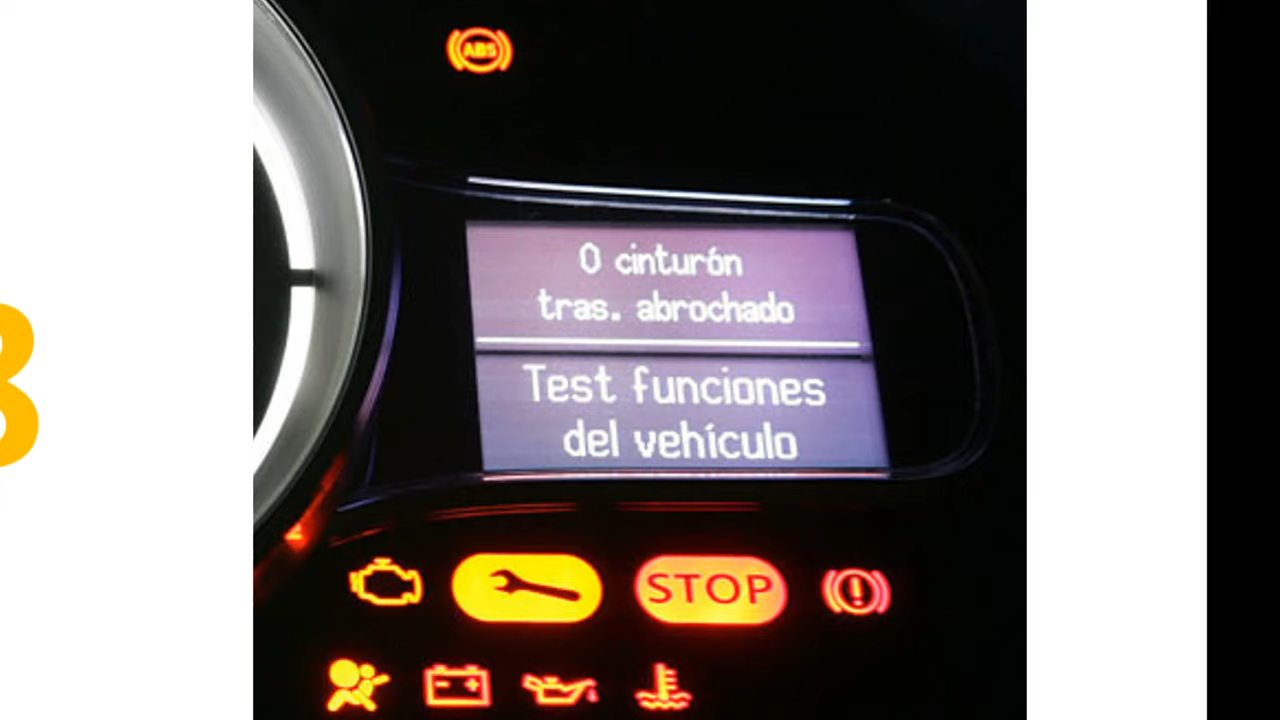 ABS
0 cinturón
tras. abrochado
Test funciones
del vehículo
STOP